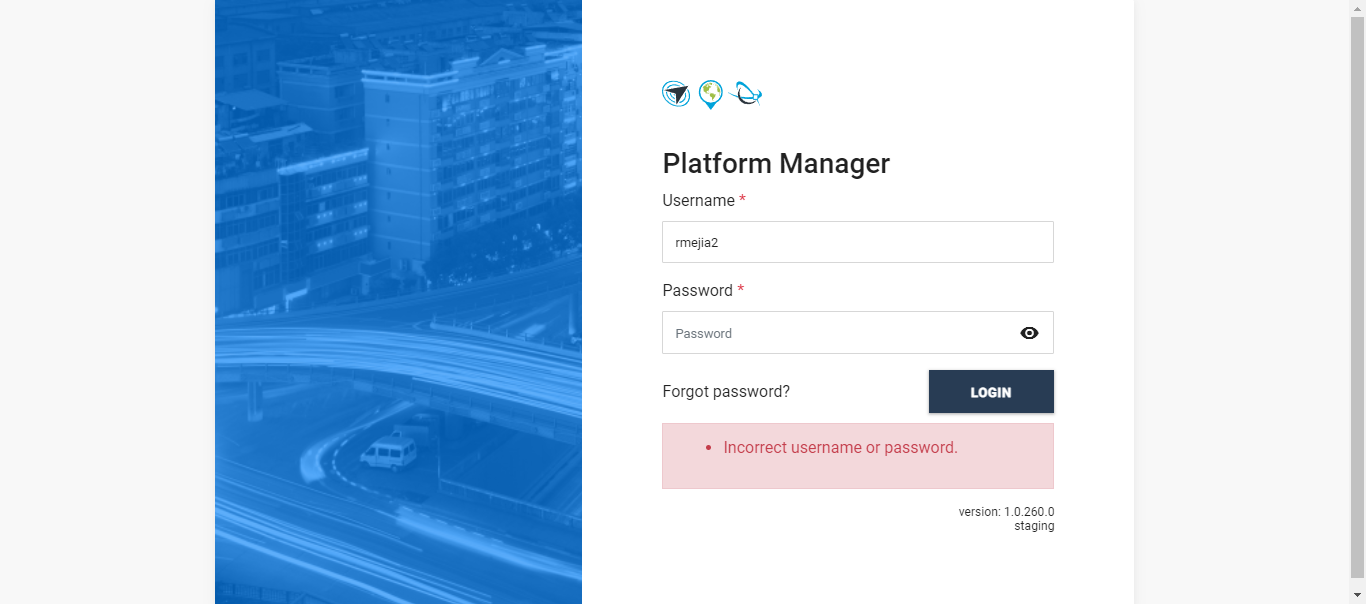 Platform Manager
Username *
rmejia2
Password *
Password
Forgot password?
LOGIN
Incorrect username or password.
version: 1.0.260.0
staging